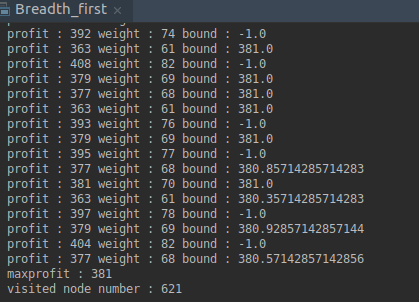 Breadth_first ×
profit : 392 weight : 74 bound : -1.0
profit : 363 weight : 61 bound : 381.0
profit : 408 weight : 82 bound : -1.0
profit : 379 weight : 69 bound : 381.0
profit : 377 weight : 68 bound : 381.0
profit : 363 weight : 61 bound : 381.0
profit : 393 weight : 76 bound : -1.0
profit : 379 weight : 69 bound : 381.0
profit : 395 weight : 77 bound : -1.0
profit : 377 weight : 68 bound : 380.85714285714283
profit : 381 weight : 70 bound : 381.0
profit : 363 weight : 61 bound : 380.35714285714283
profit : 397 weight : 78 bound : -1.0
profit : 379 weight : 69 bound : 380.92857142857144
profit : 404 weight : 82 bound : -1.0
profit : 377 weight : 68 bound : 380.57142857142856
maxprofit : 381
visited node number : 621